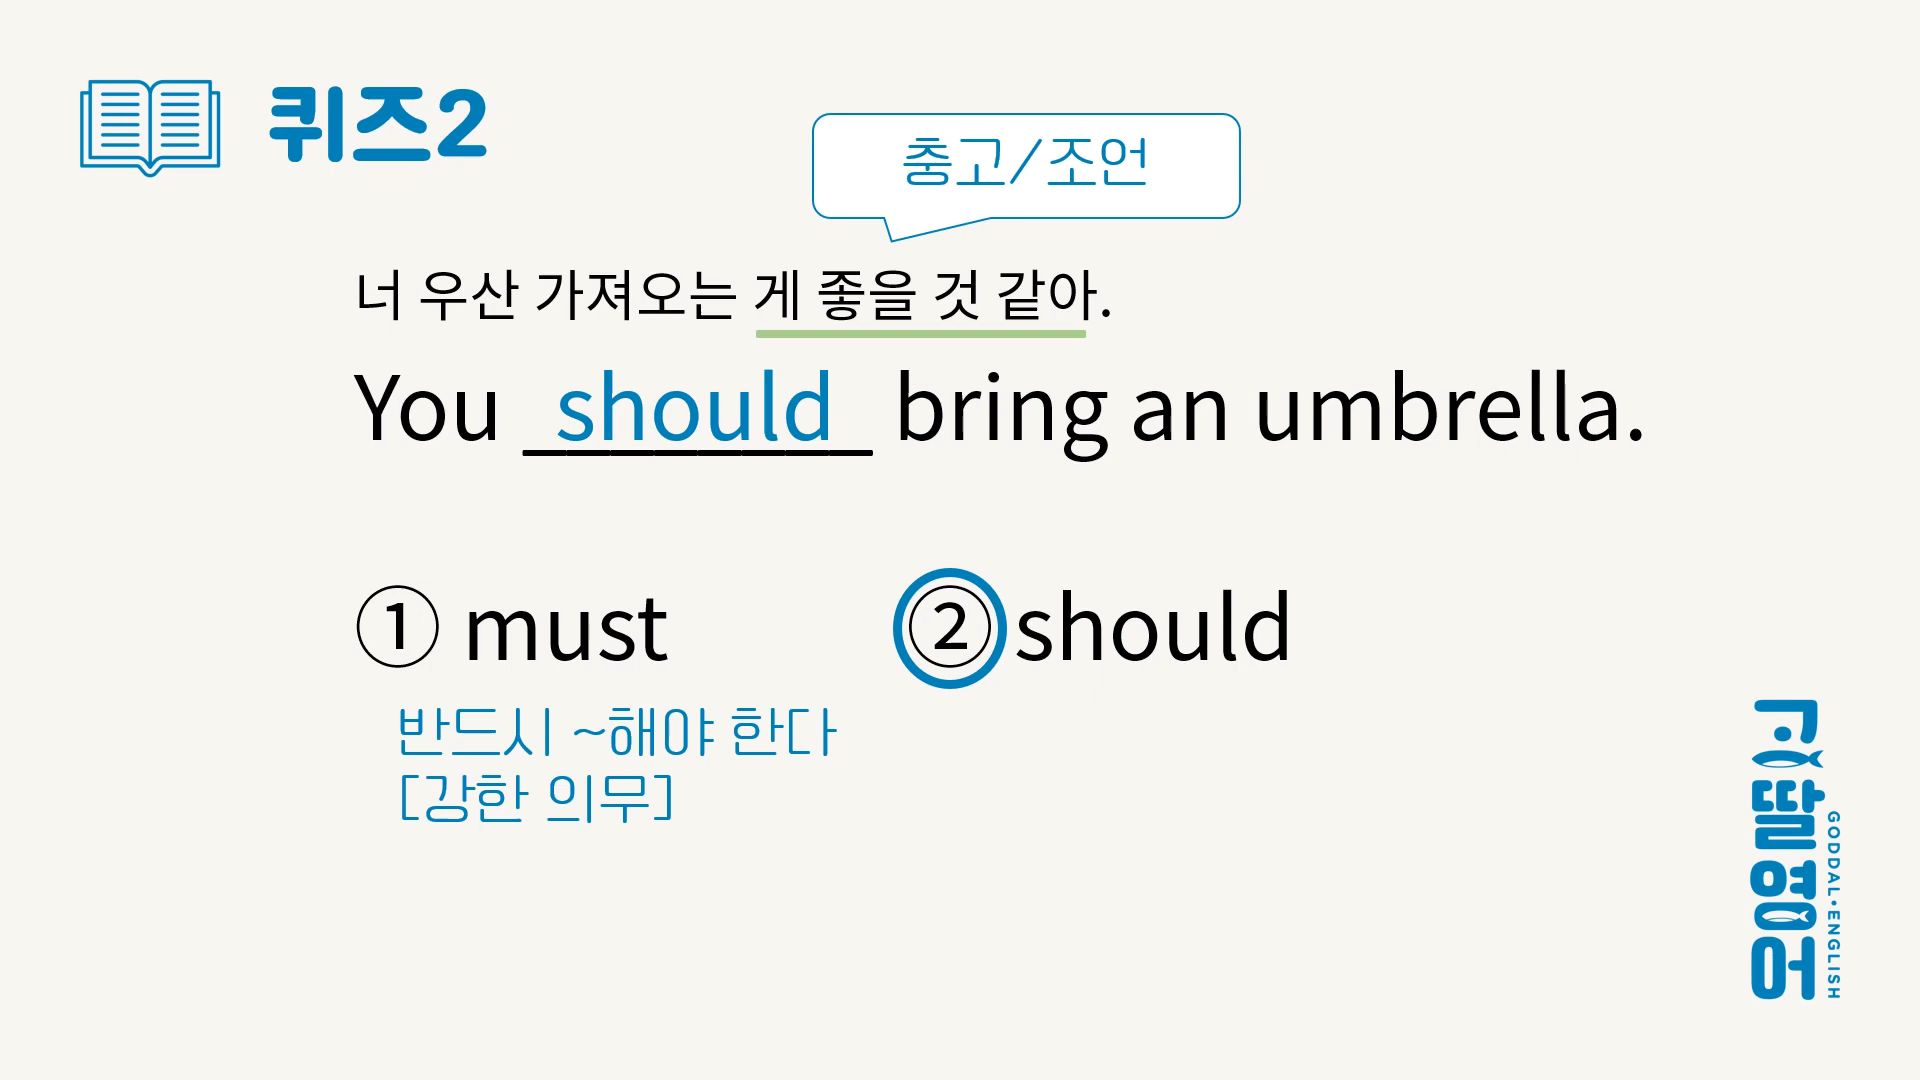 퀴즈2
충고/조언
너 우산 가져오는 게 좋을 것 같아.
You should bring an umbrella.
① must
② should
반드시 ~해야 한다
[강한 의무]
갓딸영어
GODDAL•ENGLISH